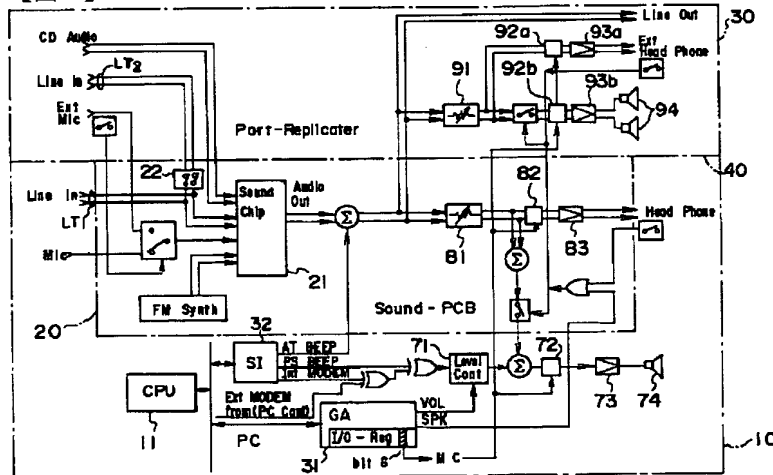 Line Out
30
CD Audio
92a
93a
Ext
Head Phone
Line In
LT2
92b
93b
Ext
Mic
91
94
Port-Replicater
40
22
82
Line In
Sound
Audio
Out
Head Phone
LT
Chip
Σ
81
83
Mic
21
Σ
FM Synth
Sound-PCB
20
32
AT BEEP
71
72
SI
PS BEEP
Int MODEM
Level
Cont
Σ
CPU
Ext MODEM
from(PC Card)
VOL
73
74
11
GA
SPK
PC
I/O-Reg
31
bit 6
MC
10